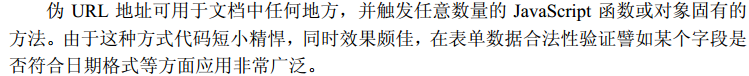 伪 URL 地址可用于文档中任何地方，并触发任意数量的 JavaScript 函数或对象固有的
方法。由于这种方式代码短小精悍，同时效果颇佳，在表单数据合法性验证譬如某个字段是
否符合日期格式等方面应用非常广泛。